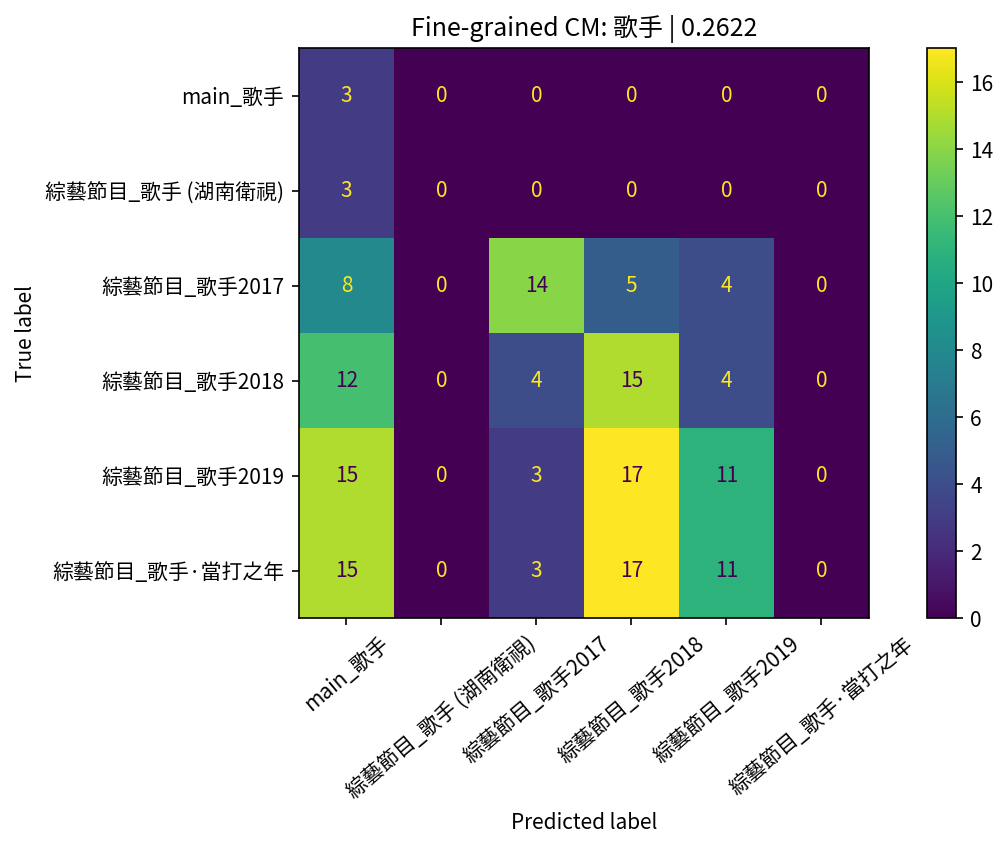 Fine-grained CM: 歌手 | 0.2622
True label
main_歌手 3 0 0 0 0 0
綜藝節目_歌手 (湖南衛視) 3 0 0 0 0 0
綜藝節目_歌手2017 8 0 14 5 4 0
綜藝節目_歌手2018 12 0 4 15 4 0
綜藝節目_歌手2019 15 0 3 17 11 0
綜藝節目_歌手·當打之年 15 0 3 17 11 0
main_歌手
綜藝節目_歌手 (湖南衛視)
綜藝節目_歌手2017
綜藝節目_歌手2018
綜藝節目_歌手2019
綜藝節目_歌手·當打之年
Predicted label
16
14
12
10
8
6
4
2
0